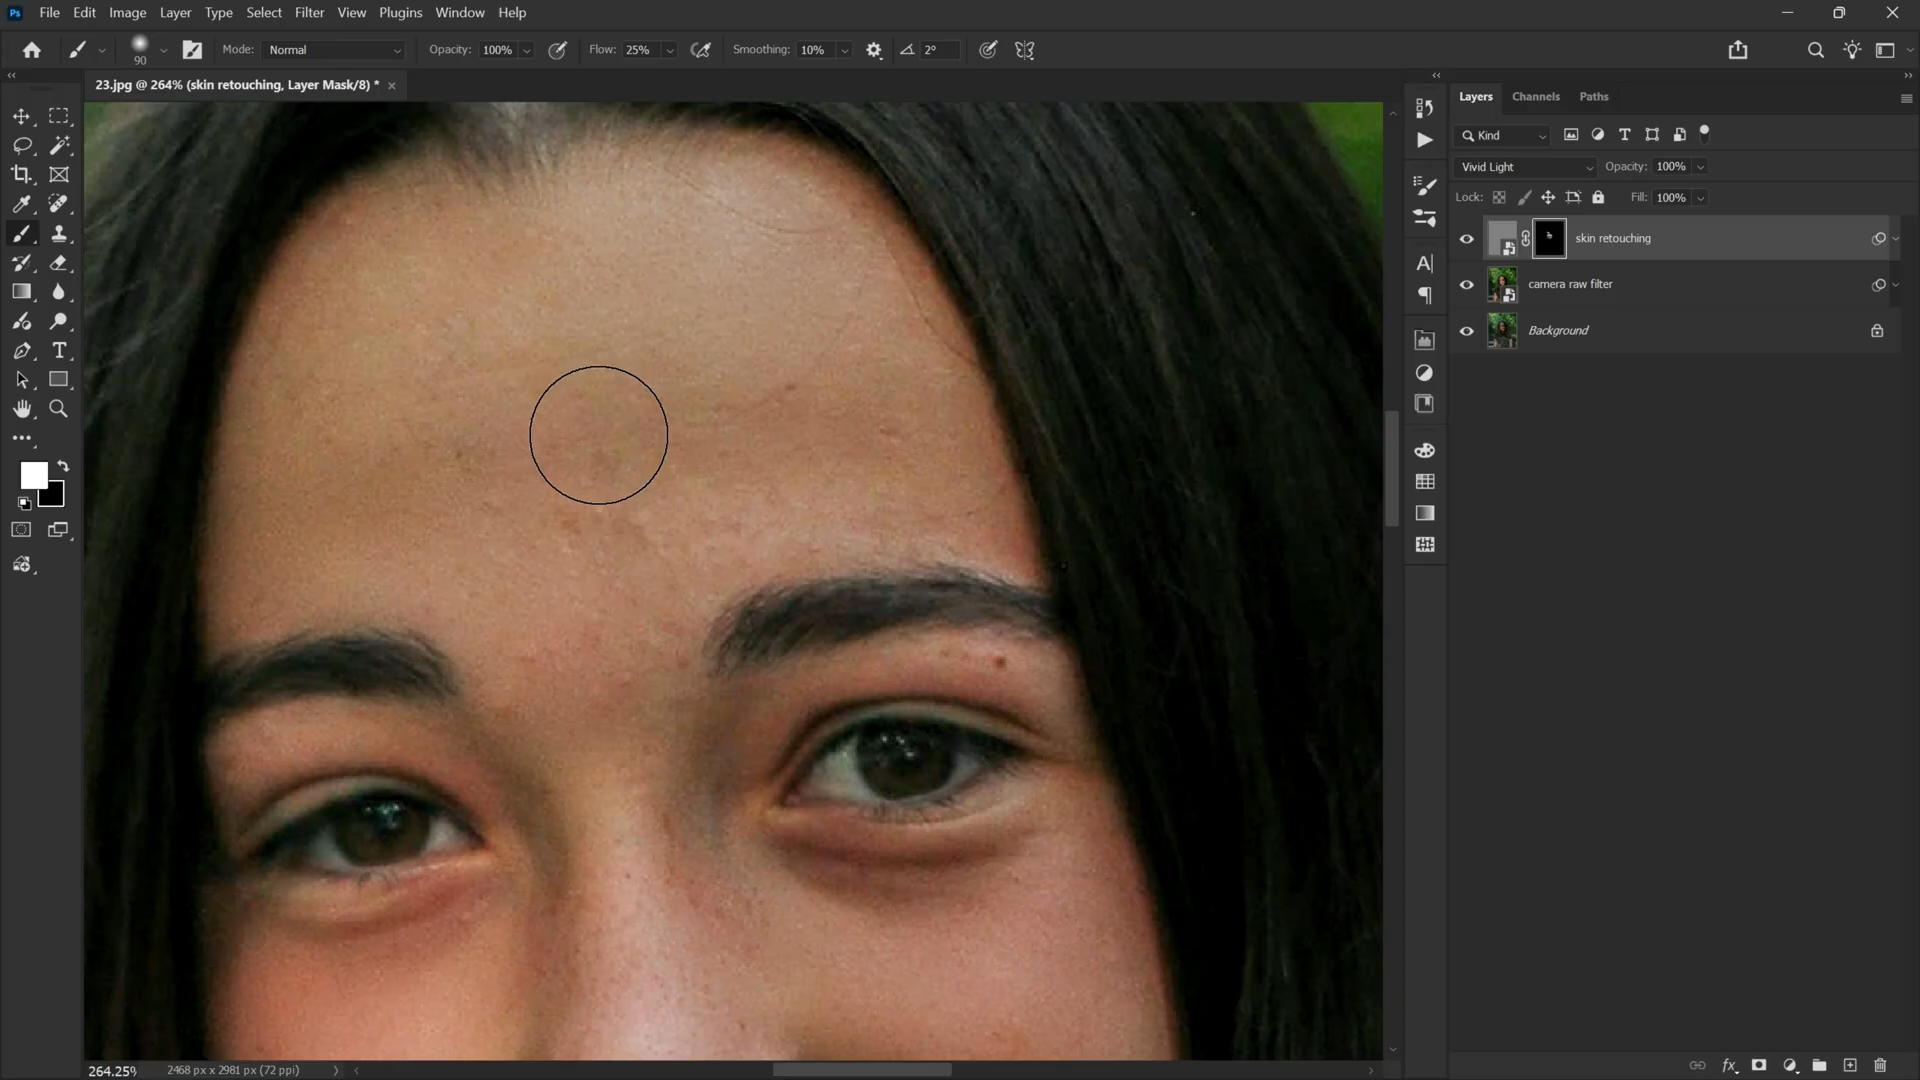 Ps File Edit Image Layer Type Select Filter View Plugins Window Help
90 Mode: Normal Opacity: 100% Flow: 25% Smoothing: 10% 2°
23.jpg @ 264% (skin retouching, Layer Mask/8) *
Layers Channels Paths
Kind
Vivid Light Opacity: 100%
Lock: Fill: 100%
skin retouching
camera raw filter
Background
264.25% 2468 px x 2981 px (72 ppi)